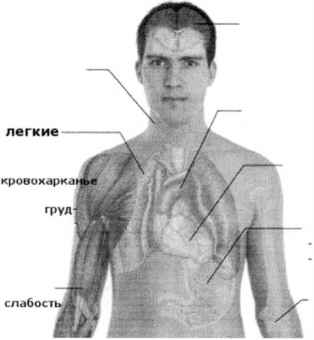 легкие
кровохарканье
груд-
слабость